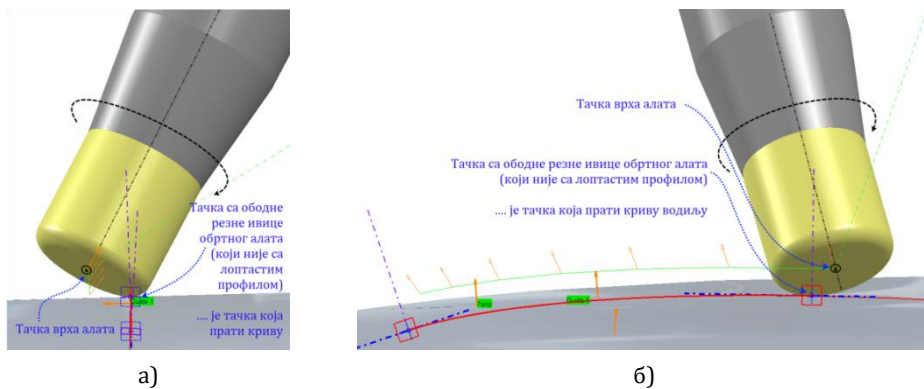 Тачка са ободне
резне ивице
обртног алата
(који није са
лоптастим
профилом)
Тачка врха алата
.... је тачка која
прати криву
Тачка врха алата
Тачка са ободне резне ивице обртног алата
(који није са лоптастим профилом)
.... је тачка која прати криву водиљу
а)
б)